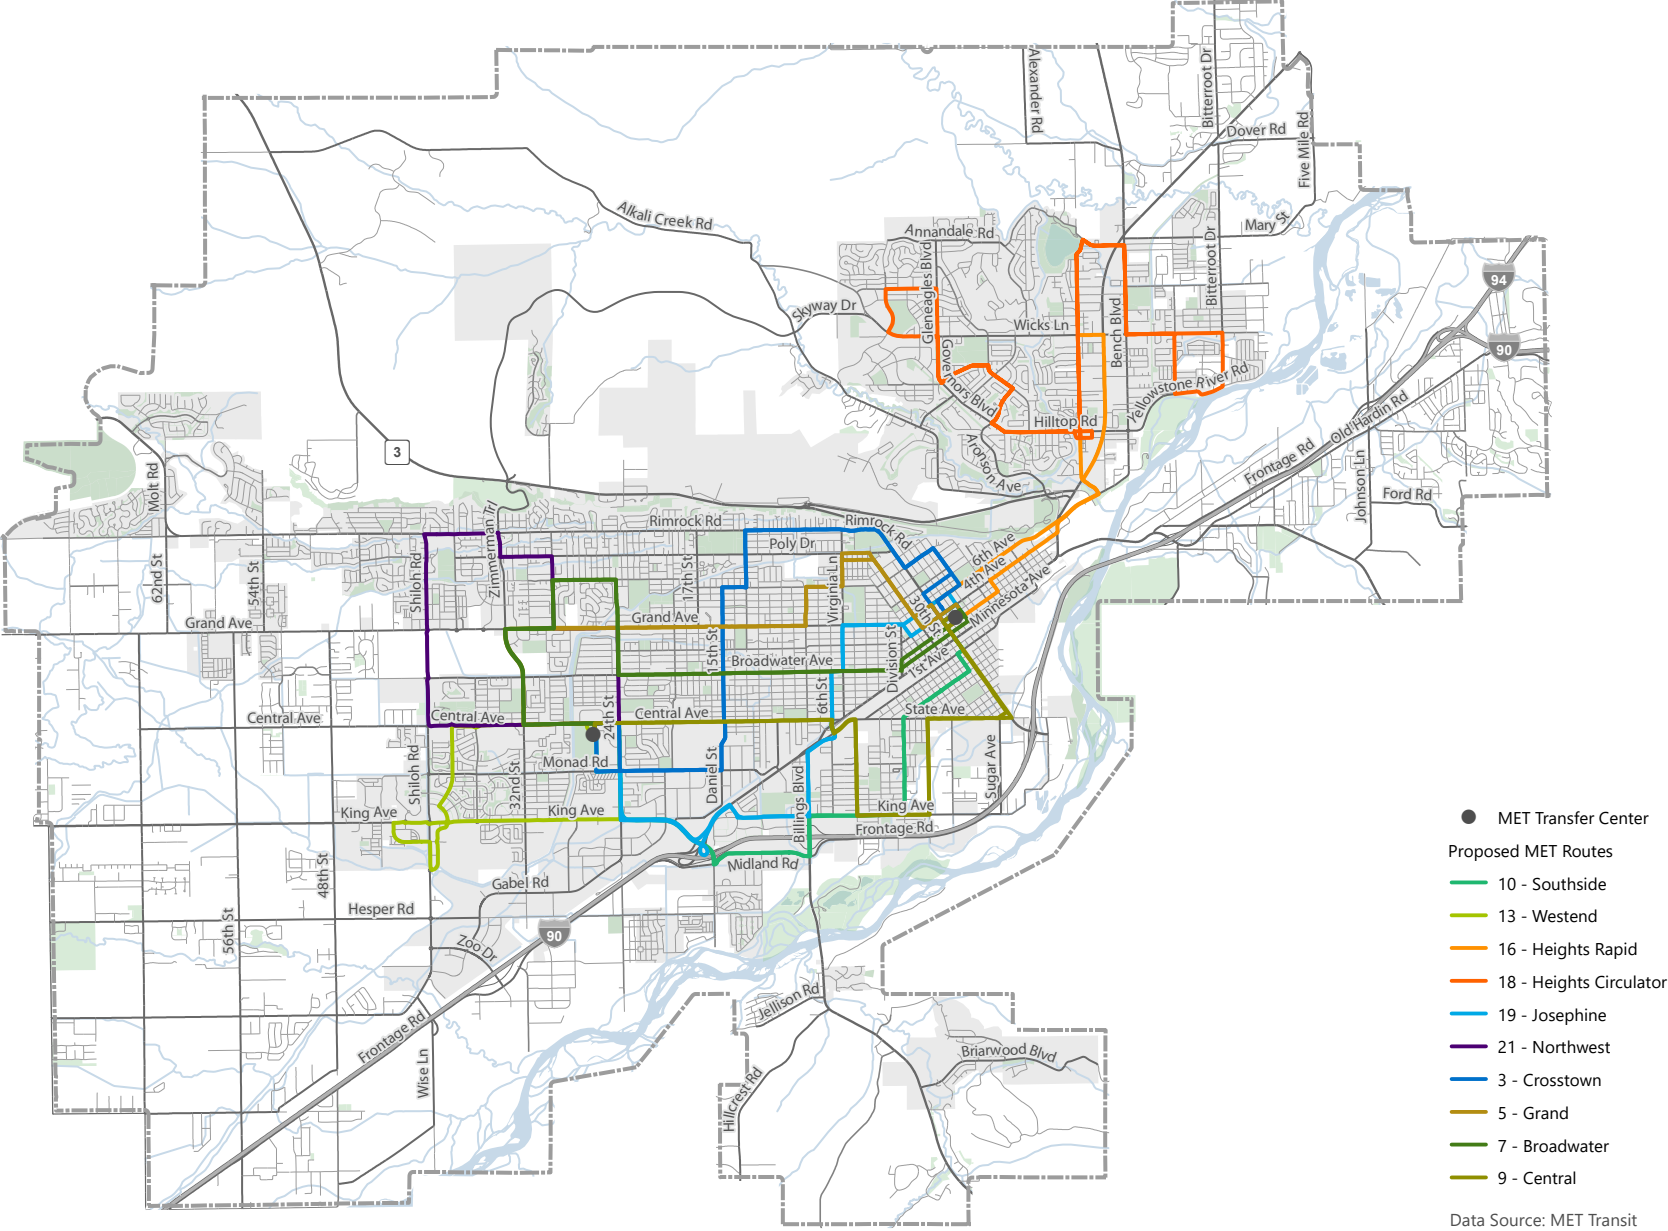 Alexander Rd
Bitterroot Dr
Dover Rd
Five Mile Rd
Alkali Creek Rd
Annandale Rd
Mary St
Bitterroot Dr
Gleneagles Blvd
94
Skyway Dr
Wicks Ln
Bench Blvd
90
Governors Blvd
Yellowstone River Rd
Old Hardin Rd
Hilltop Rd
3
Aronson Ave
Frontage Rd
Molt Rd
Johnson Ln
Ford Rd
Zimmerman Trl
Rimrock Rd
Rimrock Rd
Poly Dr
6th Ave
4th Ave
Minnesota Ave
62nd St
54th St
Shiloh Rd
17th St
Virginia Ln
30th St
Grand Ave
Grand Ave
15th St
Broadwater Ave
Division St
1st Ave
6th St
Central Ave
Central Ave
24th St
Central Ave
State Ave
Shiloh Rd
32nd St
Monad Rd
Daniel St
Billings Blvd
Sugar Ave
King Ave
King Ave
King Ave
Frontage Rd
48th St
Midland Rd
Gabel Rd
Hesper Rd
56th St
90
Zoo Dr
Jellison Rd
Frontage Rd
Wise Ln
Briarwood Blvd
Hillcrest Rd
MET Transfer Center
Proposed MET Routes
10 - Southside
13 - Westend
16 - Heights Rapid
18 - Heights Circulator
19 - Josephine
21 - Northwest
3 - Crosstown
5 - Grand
7 - Broadwater
9 - Central
Data Source: MET Transit